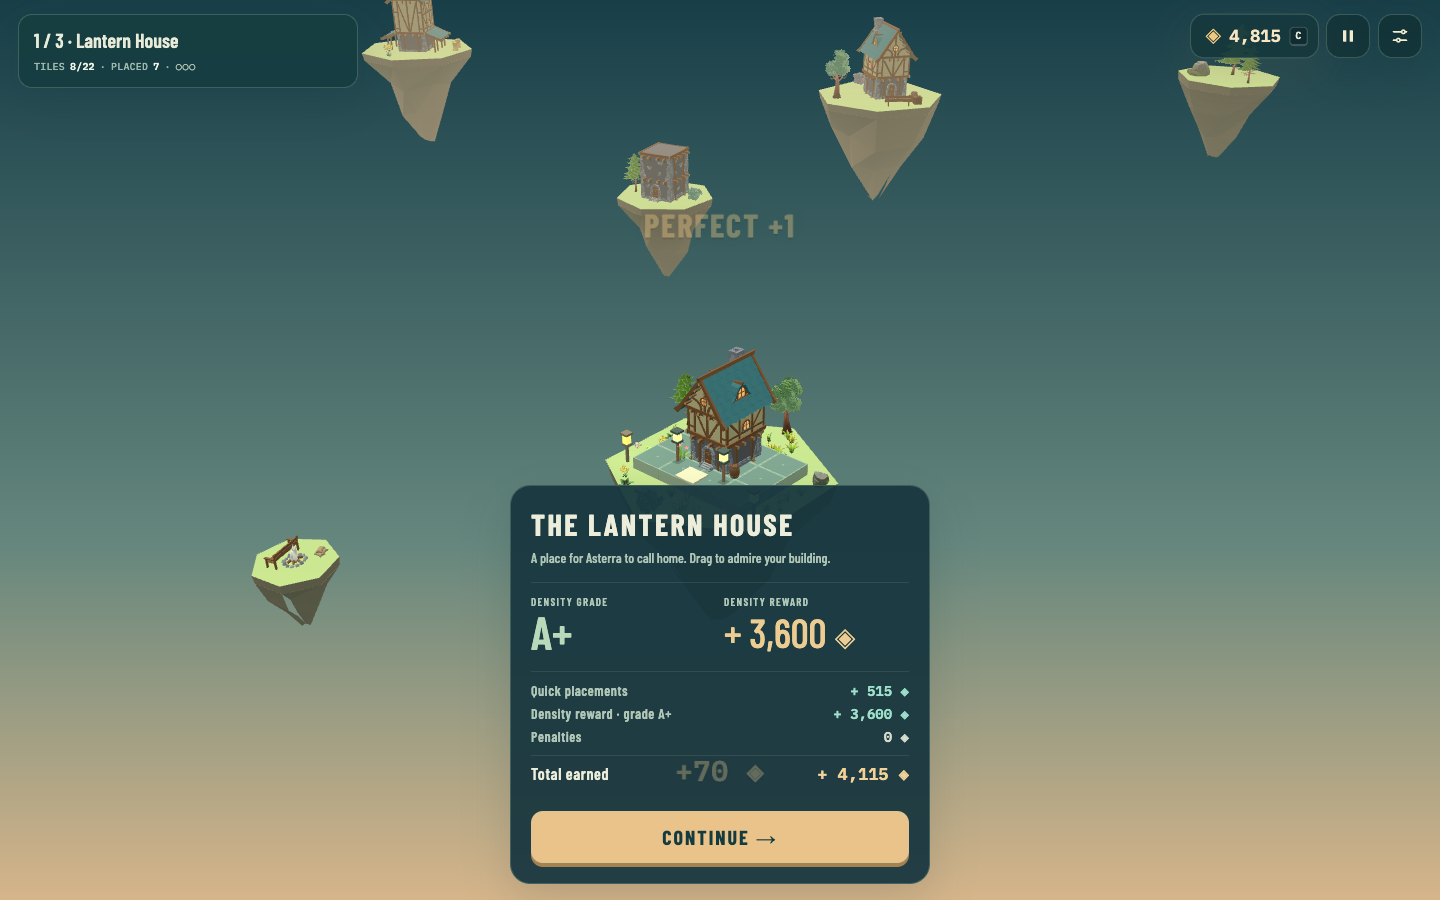 1 / 3 · Lantern House
TILES 8/22 · PLACED 7 · ○○○
◈ 4,815 C
PERFECT +1
THE LANTERN HOUSE
A place for Asterra to call home. Drag to admire your building.
DENSITY GRADE
A+
DENSITY REWARD
+ 3,600 ◈
Quick placements + 515 ◆
Density reward · grade A+ + 3,600 ◆
Penalties 0 ◆
+70 ◆
Total earned + 4,115 ◆
CONTINUE →